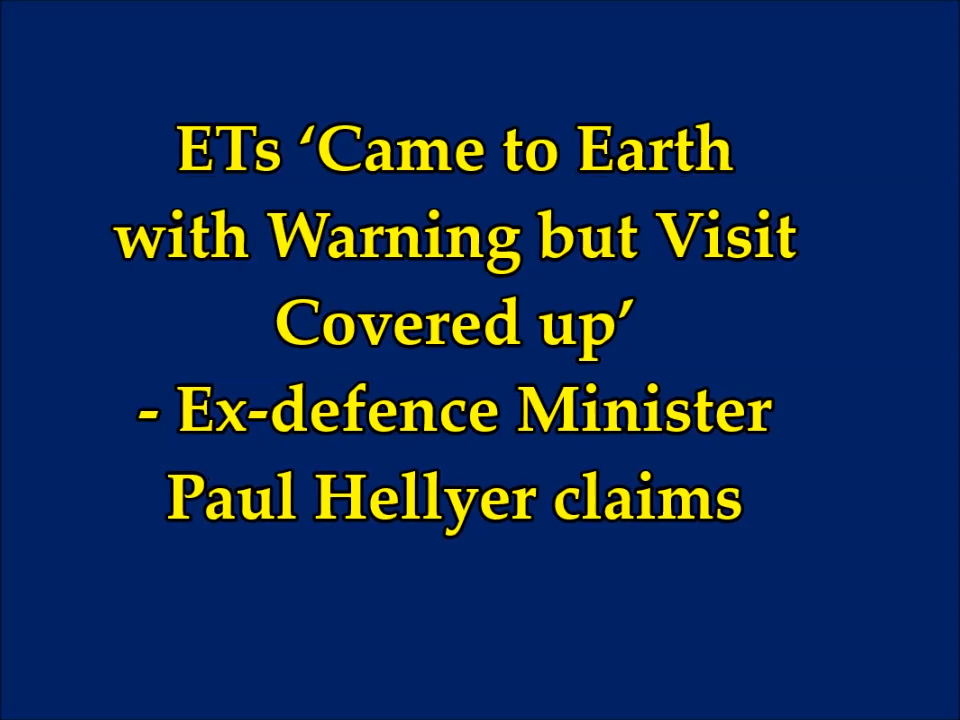 ETs ‘Came to Earth
with Warning but Visit
Covered up’
- Ex-defence Minister
Paul Hellyer claims